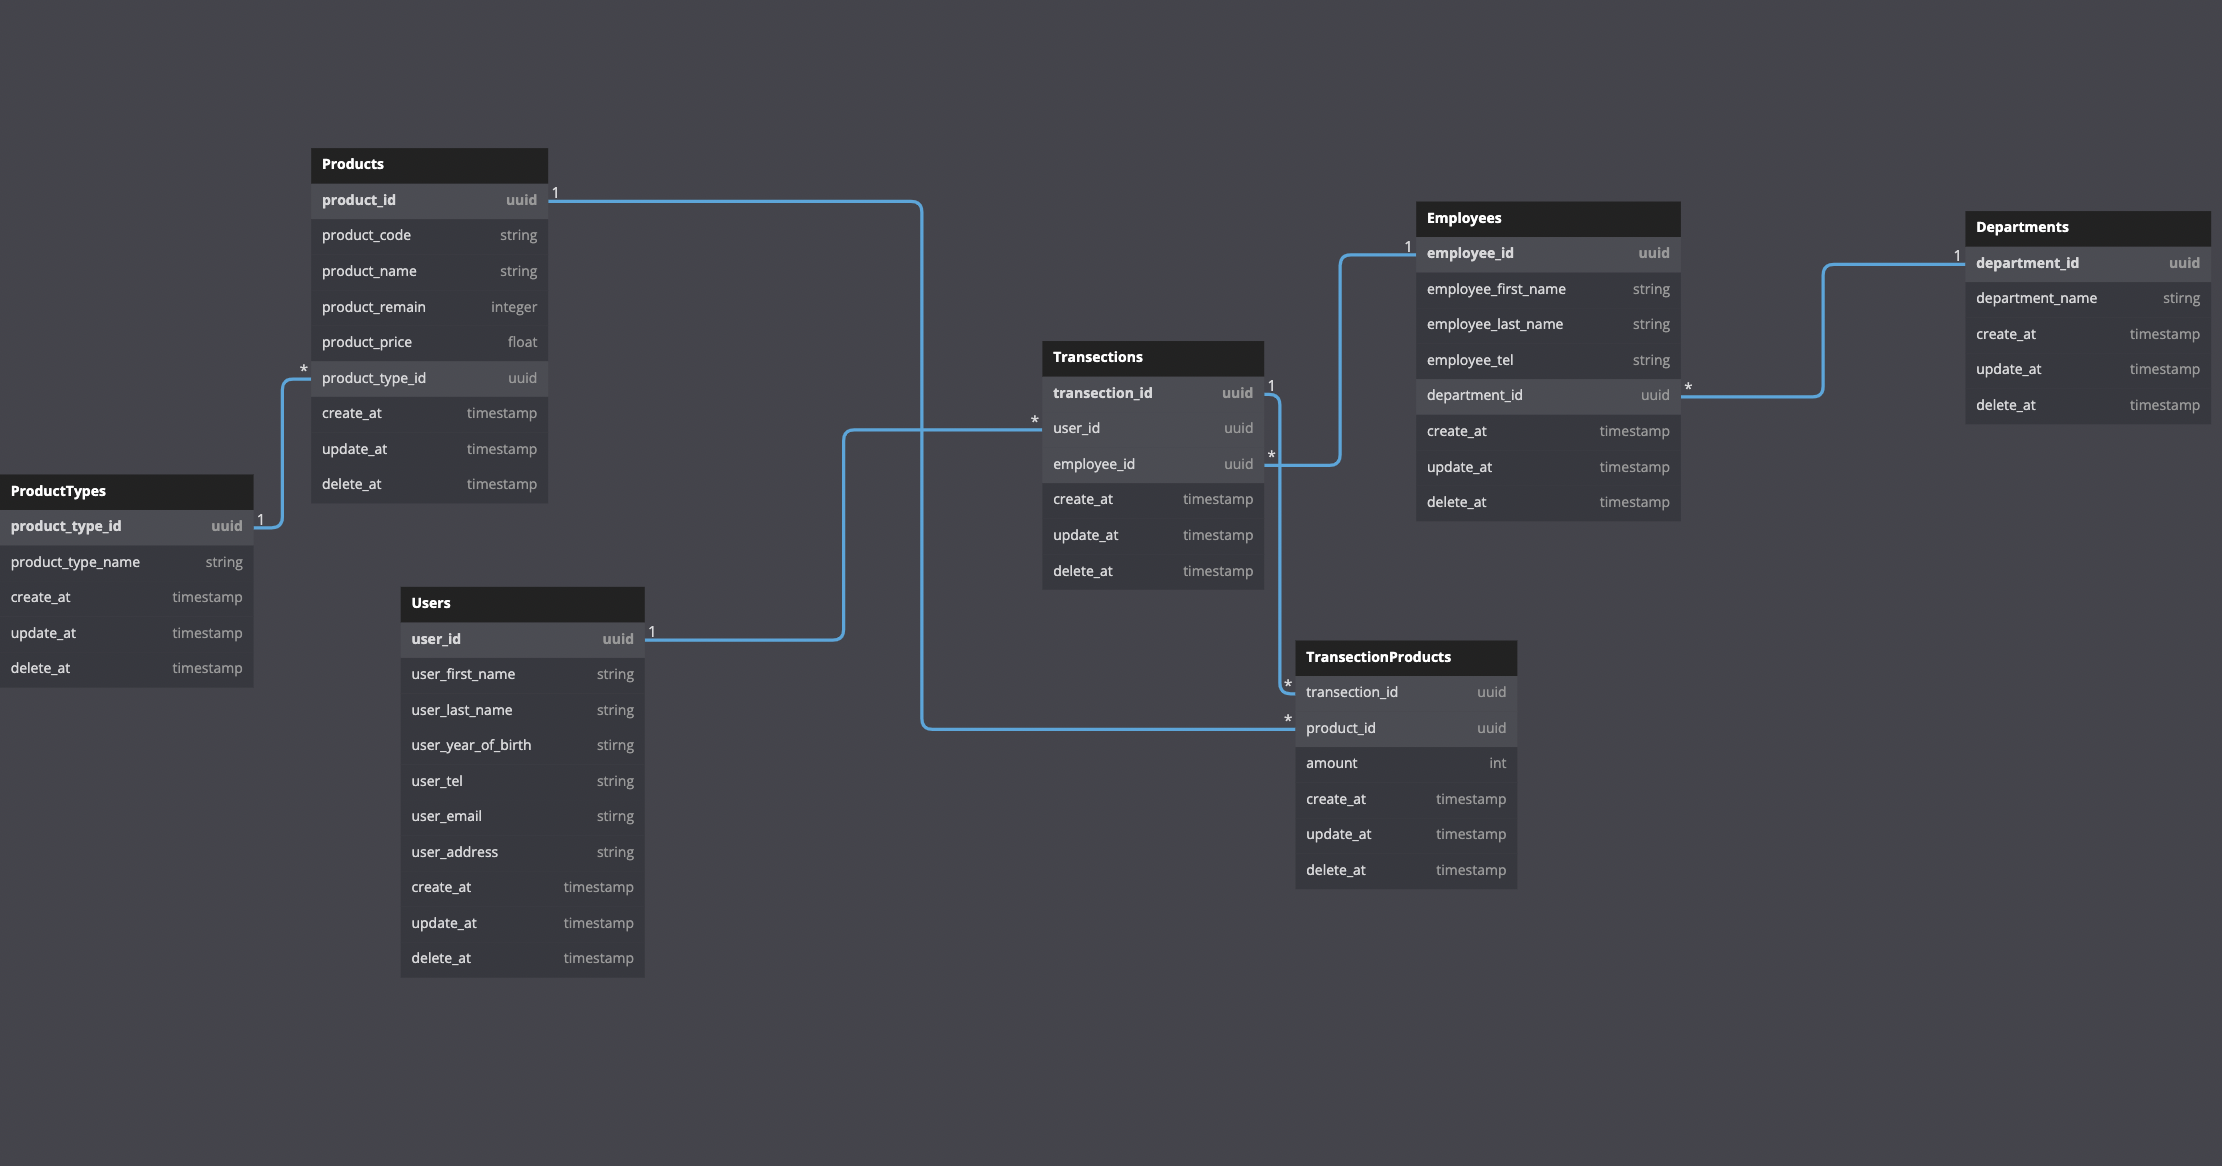 Products
product_id uuid
product_code string
product_name string
product_remain integer
product_price float
product_type_id uuid
create_at timestamp
update_at timestamp
delete_at timestamp
1
*
ProductTypes
product_type_id uuid
product_type_name string
create_at timestamp
update_at timestamp
delete_at timestamp
1
Users
user_id uuid
user_first_name string
user_last_name string
user_year_of_birth stirng
user_tel string
user_email stirng
user_address string
create_at timestamp
update_at timestamp
delete_at timestamp
1
Transections
transection_id uuid
user_id uuid
employee_id uuid
create_at timestamp
update_at timestamp
delete_at timestamp
1
*
*
Employees
employee_id uuid
employee_first_name string
employee_last_name string
employee_tel string
department_id uuid
create_at timestamp
update_at timestamp
delete_at timestamp
1
*
Departments
department_id uuid
department_name stirng
create_at timestamp
update_at timestamp
delete_at timestamp
1
TransectionProducts
transection_id uuid
product_id uuid
amount int
create_at timestamp
update_at timestamp
delete_at timestamp
*
*